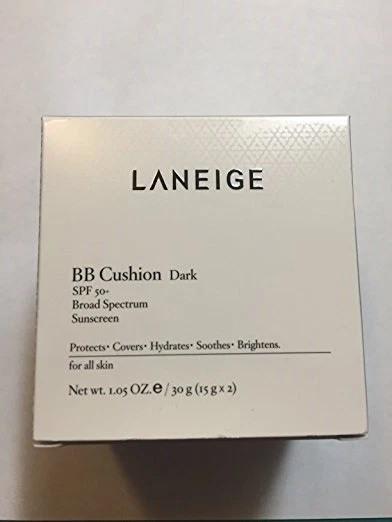 LANEIGE
BB Cushion Dark
SPF 50+
Broad Spectrum
Sunscreen
Protects· Covers· Hydrates· Soothes· Brightens.
for all skin
Net wt. 1.05 OZ.℮ / 30 g (15 g x 2)